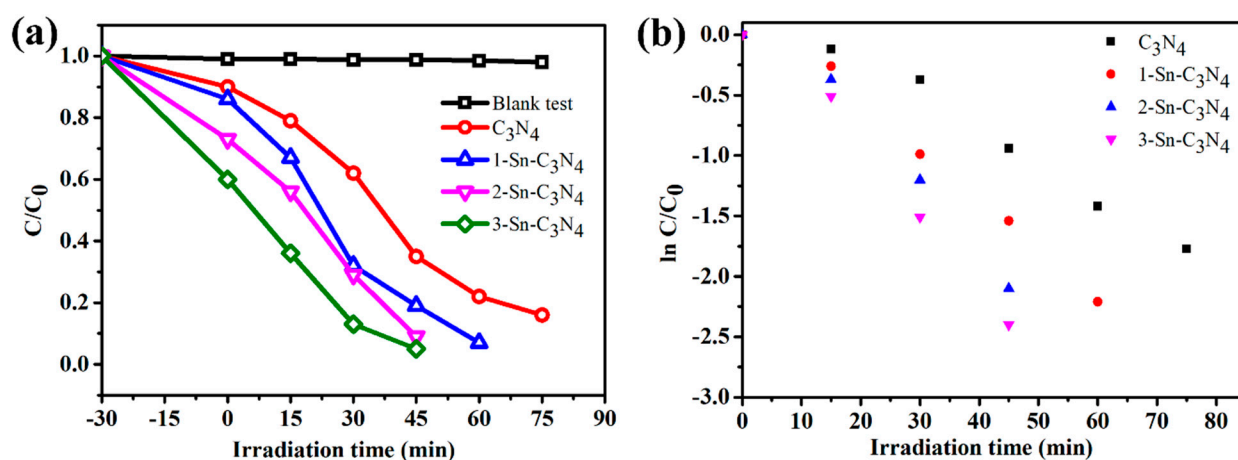 (a)
C/C₀
1.0
0.8
0.6
0.4
0.2
0.0
Blank test
C₃N₄
1-Sn-C₃N₄
2-Sn-C₃N₄
3-Sn-C₃N₄
-30 -15 0 15 30 45 60 75 90
Irradiation time (min)
(b)
ln C/C₀
0.0
-0.5
-1.0
-1.5
-2.0
-2.5
-3.0
C₃N₄
1-Sn-C₃N₄
2-Sn-C₃N₄
3-Sn-C₃N₄
0 10 20 30 40 50 60 70 80
Irradiation time (min)